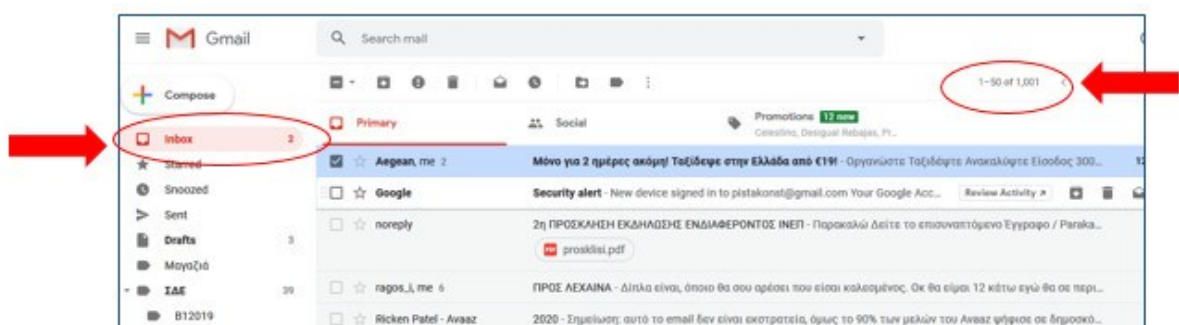 Gmail
Search mail
Compose
1–50 of 1,001
Inbox 2
Starred
Snoozed
Sent
Drafts 3
Μαγαζιά
ΣΔΕ 39
B12019
Primary
Social
Promotions 12 new
Celestino, Desigual Rebajas, Pi...
Aegean, me 2 Μόνο για 2 ημέρες ακόμη! Ταξίδεψε στην Ελλάδα από €19! - Οργανώστε Ταξιδέψτε Ανακαλύψτε Είσοδος 300... 12
Google Security alert - New device signed in to pistakonst@gmail.com Your Google Acc... Review Activity
noreply 2η ΠΡΟΣΚΛΗΣΗ ΕΚΔΗΛΩΣΗΣ ΕΝΔΙΑΦΕΡΟΝΤΟΣ ΙΝΕΠ - Παρακαλώ Δείτε το επισυναπτόμενο Έγγραφο / Paraka...
PDF prosklisi.pdf
ragos_i, me 6 ΠΡΟΣ ΛΕΧΑΙΝΑ - Δίπλα είναι, όποιο θα σου αρέσει που είσαι καλεσμένος. Οκ θα είμαι 12 κάτω εγώ θα σε περι...
Ricken Patel - Avaaz 2020 - Σημείωση: αυτό το email δεν είναι εκστρατεία, όμως το 90% των μελών του Avaaz ψήφισε σε δημοσκό...